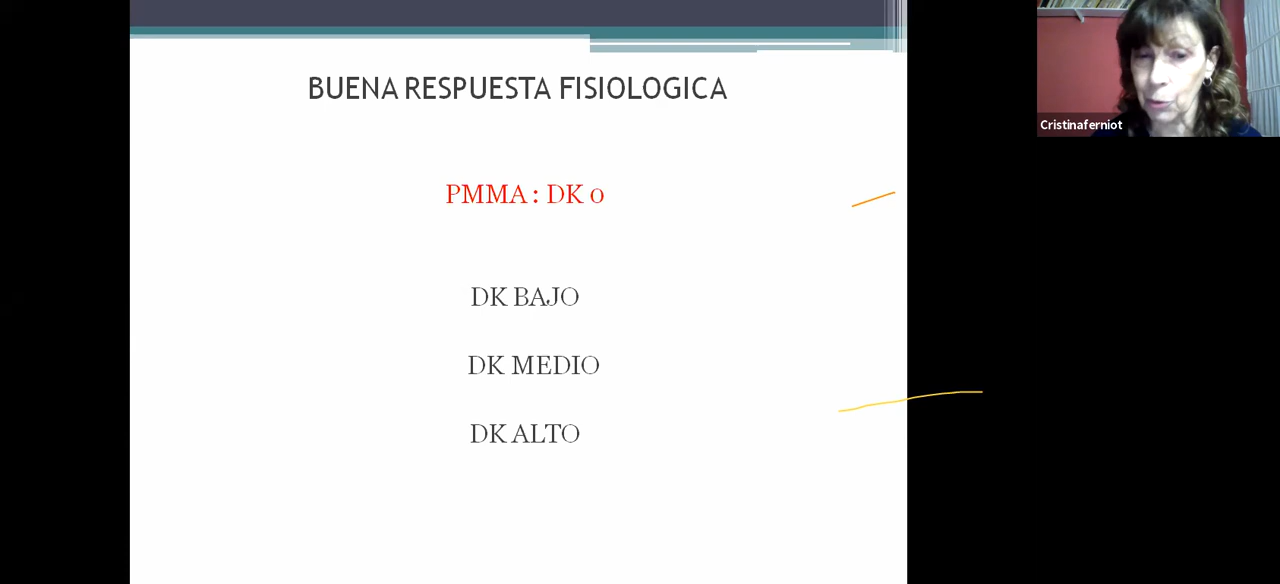 BUENA RESPUESTA FISIOLOGICA
Cristinaferniot
PMMA : DK 0
DK BAJO
DK MEDIO
DK ALTO